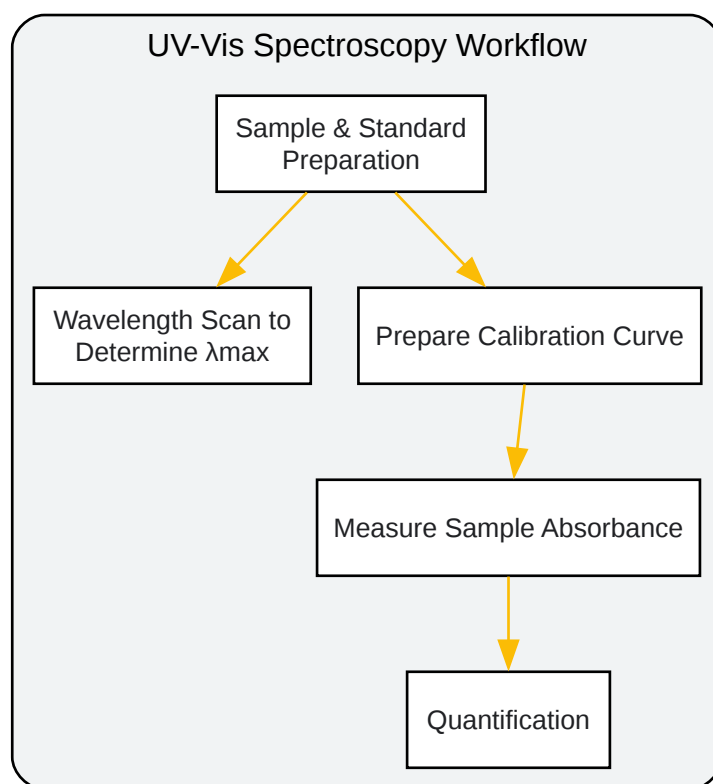 UV-Vis Spectroscopy Workflow
Sample & Standard
Preparation
Wavelength Scan to
Determine λmax
Prepare Calibration Curve
Measure Sample Absorbance
Quantification